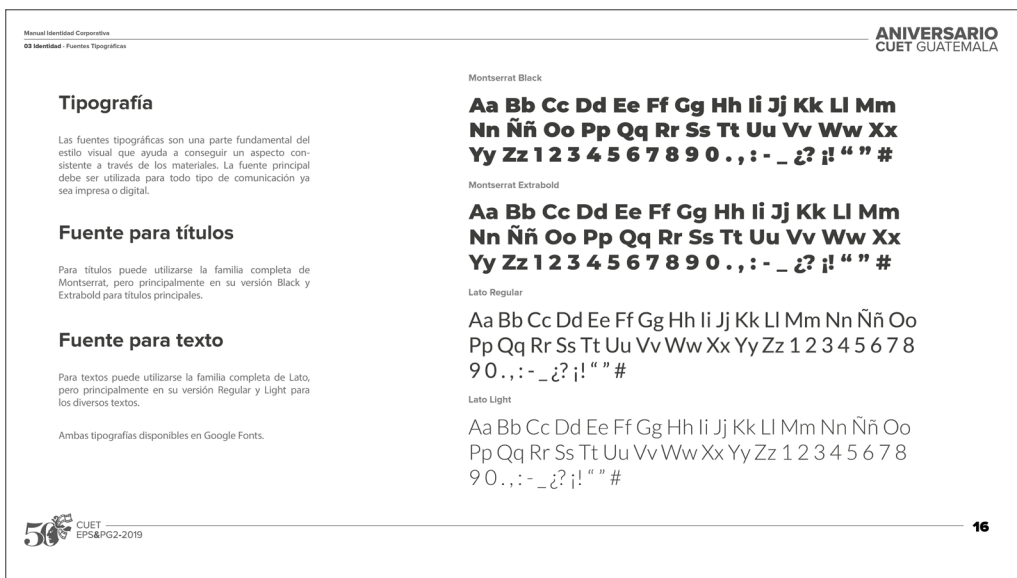 Manual Identidad Corporativa
03 Identidad - Fuentes Tipográficas
ANIVERSARIO
CUET GUATEMALA
Tipografía
Las fuentes tipográficas son una parte fundamental del
estilo visual que ayuda a conseguir un aspecto con-
sistente a través de los materiales. La fuente principal
debe ser utilizada para todo tipo de comunicación ya
sea impresa o digital.
Fuente para títulos
Para títulos puede utilizarse la familia completa de
Montserrat, pero principalmente en su versión Black y
Extrabold para títulos principales.
Fuente para texto
Para textos puede utilizarse la familia completa de Lato,
pero principalmente en su versión Regular y Light para
los diversos textos.
Ambas tipografías disponibles en Google Fonts.
Montserrat Black
Aa Bb Cc Dd Ee Ff Gg Hh Ii Jj Kk Ll Mm
Nn Ññ Oo Pp Qq Rr Ss Tt Uu Vv Ww Xx
Yy Zz 1 2 3 4 5 6 7 8 9 0 . , : - _ ¿? ¡! “ ” #
Montserrat Extrabold
Aa Bb Cc Dd Ee Ff Gg Hh Ii Jj Kk Ll Mm
Nn Ññ Oo Pp Qq Rr Ss Tt Uu Vv Ww Xx
Yy Zz 1 2 3 4 5 6 7 8 9 0 . , : - _ ¿? ¡! “ ” #
Lato Regular
Aa Bb Cc Dd Ee Ff Gg Hh Ii Jj Kk Ll Mm Nn Ññ Oo
Pp Qq Rr Ss Tt Uu Vv Ww Xx Yy Zz 1 2 3 4 5 6 7 8
9 0 . , : - _ ¿? ¡! “ ” #
Lato Light
Aa Bb Cc Dd Ee Ff Gg Hh Ii Jj Kk Ll Mm Nn Ññ Oo
Pp Qq Rr Ss Tt Uu Vv Ww Xx Yy Zz 1 2 3 4 5 6 7 8
9 0 . , : - _ ¿? ¡! “ ” #
50
CUET
EPS&PG2-2019
16